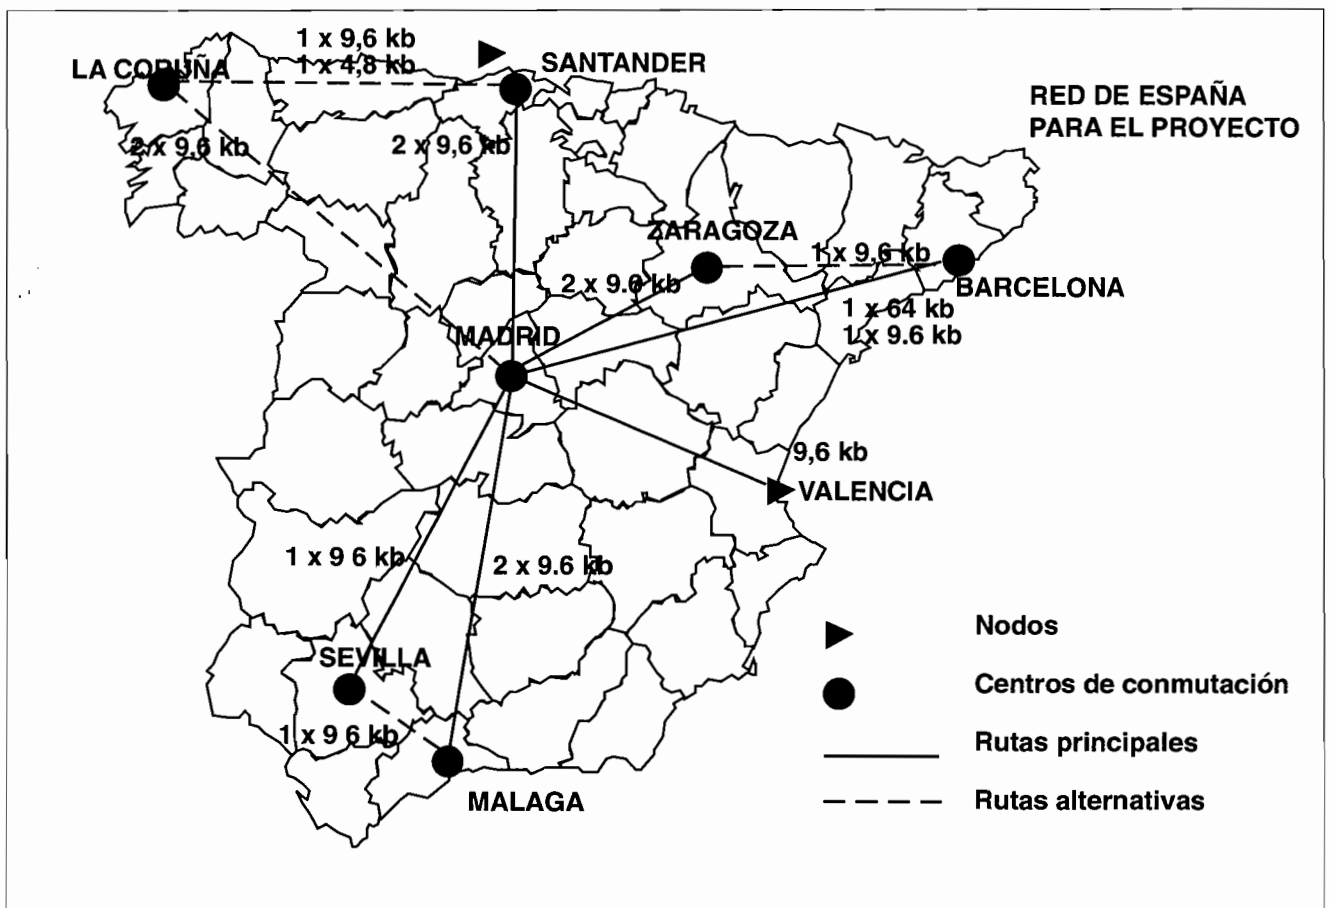 1 x 9,6 kb
1 x 4,8 kb
LA CORUÑA
SANTANDER
RED DE ESPAÑA
PARA EL PROYECTO
2 x 9,6 kb
2 x 9,6 kb
ZARAGOZA
1 x 9,6 kb
2 x 9.6 kb
BARCELONA
1 x 64 kb
1 x 9.6 kb
MADRID
9,6 kb
VALENCIA
1 x 9 6 kb
2 x 9.6 kb
Nodos
SEVILLA
Centros de conmutación
1 x 9 6 kb
Rutas principales
MALAGA
Rutas alternativas